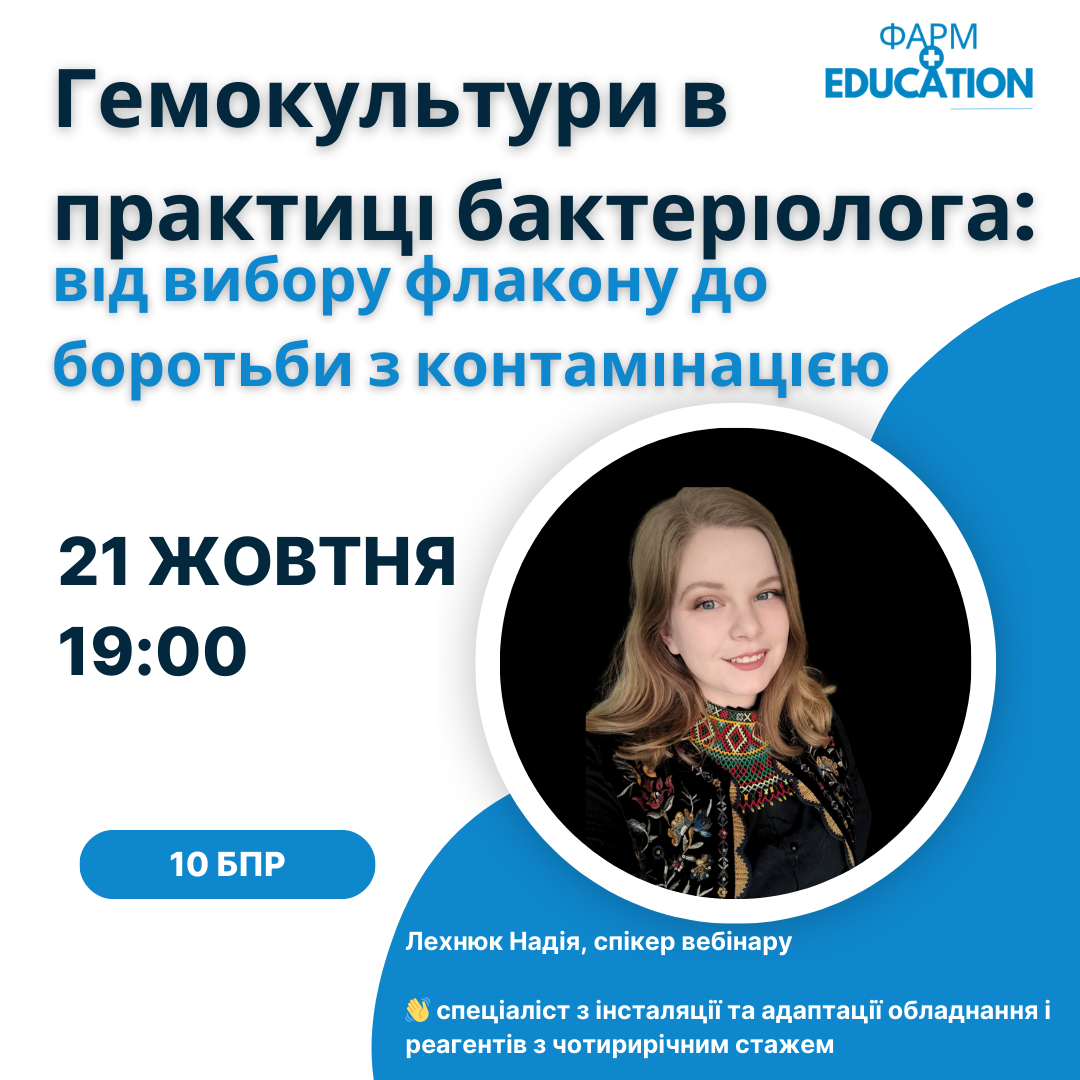 ФАРМ
EDUCATION
Гемокультури в
практиці бактеріолога:
від вибору флакону до
боротьби з контамінацією
21 ЖОВТНЯ
19:00
10 БПР
Лехнюк Надія, спікер вебінару
👋 спеціаліст з інсталяції та адаптації обладнання і
реагентів з чотирирічним стажем